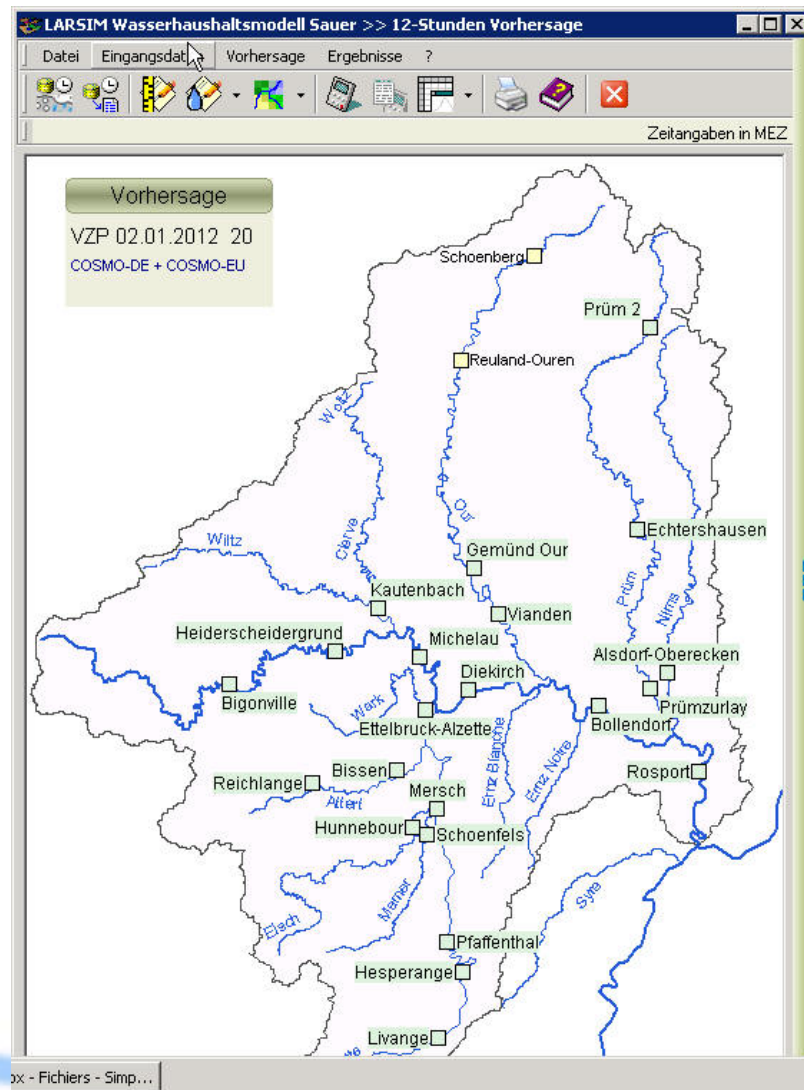 LARSIM Wasserhaushaltsmodell Sauer >> 12-Stunden Vorhersage
Datei Eingangsdat Vorhersage Ergebnisse ?
Zeitangaben in MEZ
Vorhersage
VZP 02.01.2012 20
COSMO-DE + COSMO-EU
Schoenberg
Prüm 2
Reuland-Ouren
Woltz
Our
Echtershausen
Clerve
Wiltz
Gemünd Our
Kautenbach
Prüm
Nims
Vianden
Heiderscheidergrund
Michelau
Alsdorf-Oberecken
Diekirch
Bigonville
Wark
Prümzurlay
Ettelbruck-Alzette
Bollendorf
Ernz Blanche
Ernz Noire
Bissen
Rosport
Reichlange
Attert
Mersch
Hunnebour
Schoenfels
Mamer
Syre
Eisch
Pfaffenthal
Hesperange
Livange
ox - Fichiers - Simp...